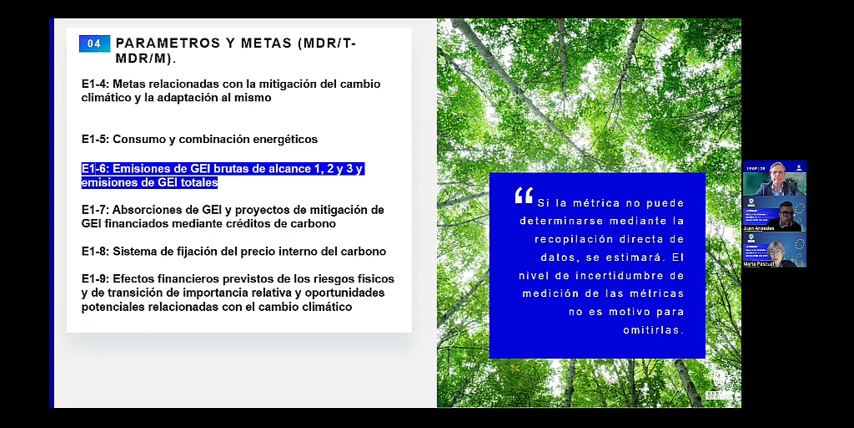 04 PARAMETROS Y METAS (MDR/T-
MDR/M).
E1-4: Metas relacionadas con la mitigación del cambio
climático y la adaptación al mismo
E1-5: Consumo y combinación energéticos
E1-6: Emisiones de GEI brutas de alcance 1, 2 y 3 y
emisiones de GEI totales
E1-7: Absorciones de GEI y proyectos de mitigación de
GEI financiados mediante créditos de carbono
E1-8: Sistema de fijación del precio interno del carbono
E1-9: Efectos financieros previstos de los riesgos físicos
y de transición de importancia relativa y oportunidades
potenciales relacionadas con el cambio climático
“ Si la métrica no puede
determinarse mediante la
recopilación directa de
datos, se estimará. El
nivel de incertidumbre de
medición de las métricas
no es motivo para
omitirlas.
Marta Pascual